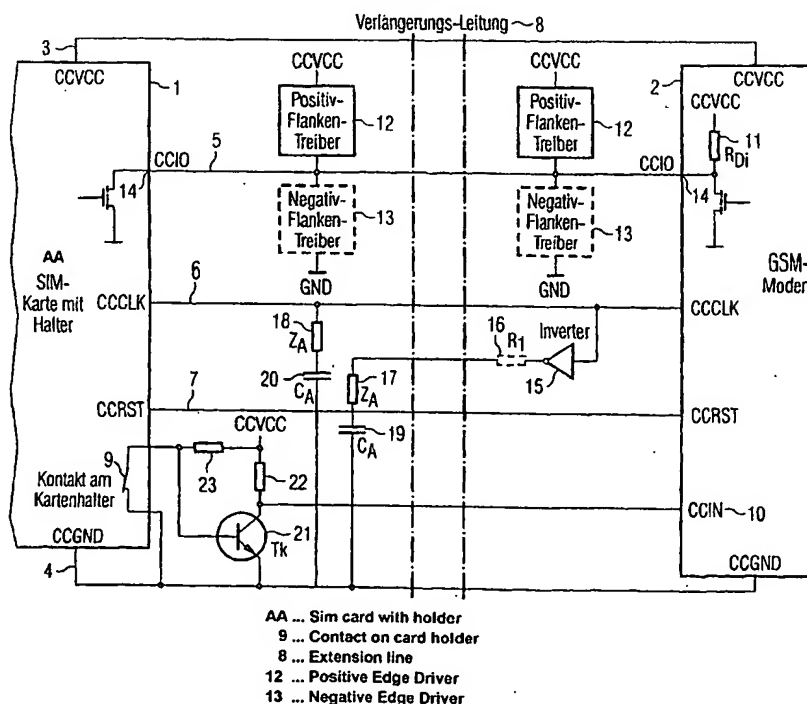 Verlängerungs-Leitung 8
3
CCVCC
1
CCVCC
Positiv-
Flanken-
Treiber
12
CCVCC
Positiv-
Flanken-
Treiber
12
2
CCVCC
CCVCC
11
RDi
5
CCIO
14
CCIO
14
Negativ-
Flanken-
Treiber
13
GND
Negativ-
Flanken-
Treiber
13
GND
AA
SIM-
Karte mit
Halter
GSM-
Modem
6
CCCLK
CCCLK
18
ZA
20
CA
16
R1
Inverter
15
17
ZA
19
CA
7
CCRST
CCRST
CCVCC
9
23
22
Kontakt am
Kartenhalter
21
Tk
CCIN
10
CCGND
4
CCGND
AA ... Sim card with holder
9 ... Contact on card holder
8 ... Extension line
12 ... Positive Edge Driver
13 ... Negative Edge Driver